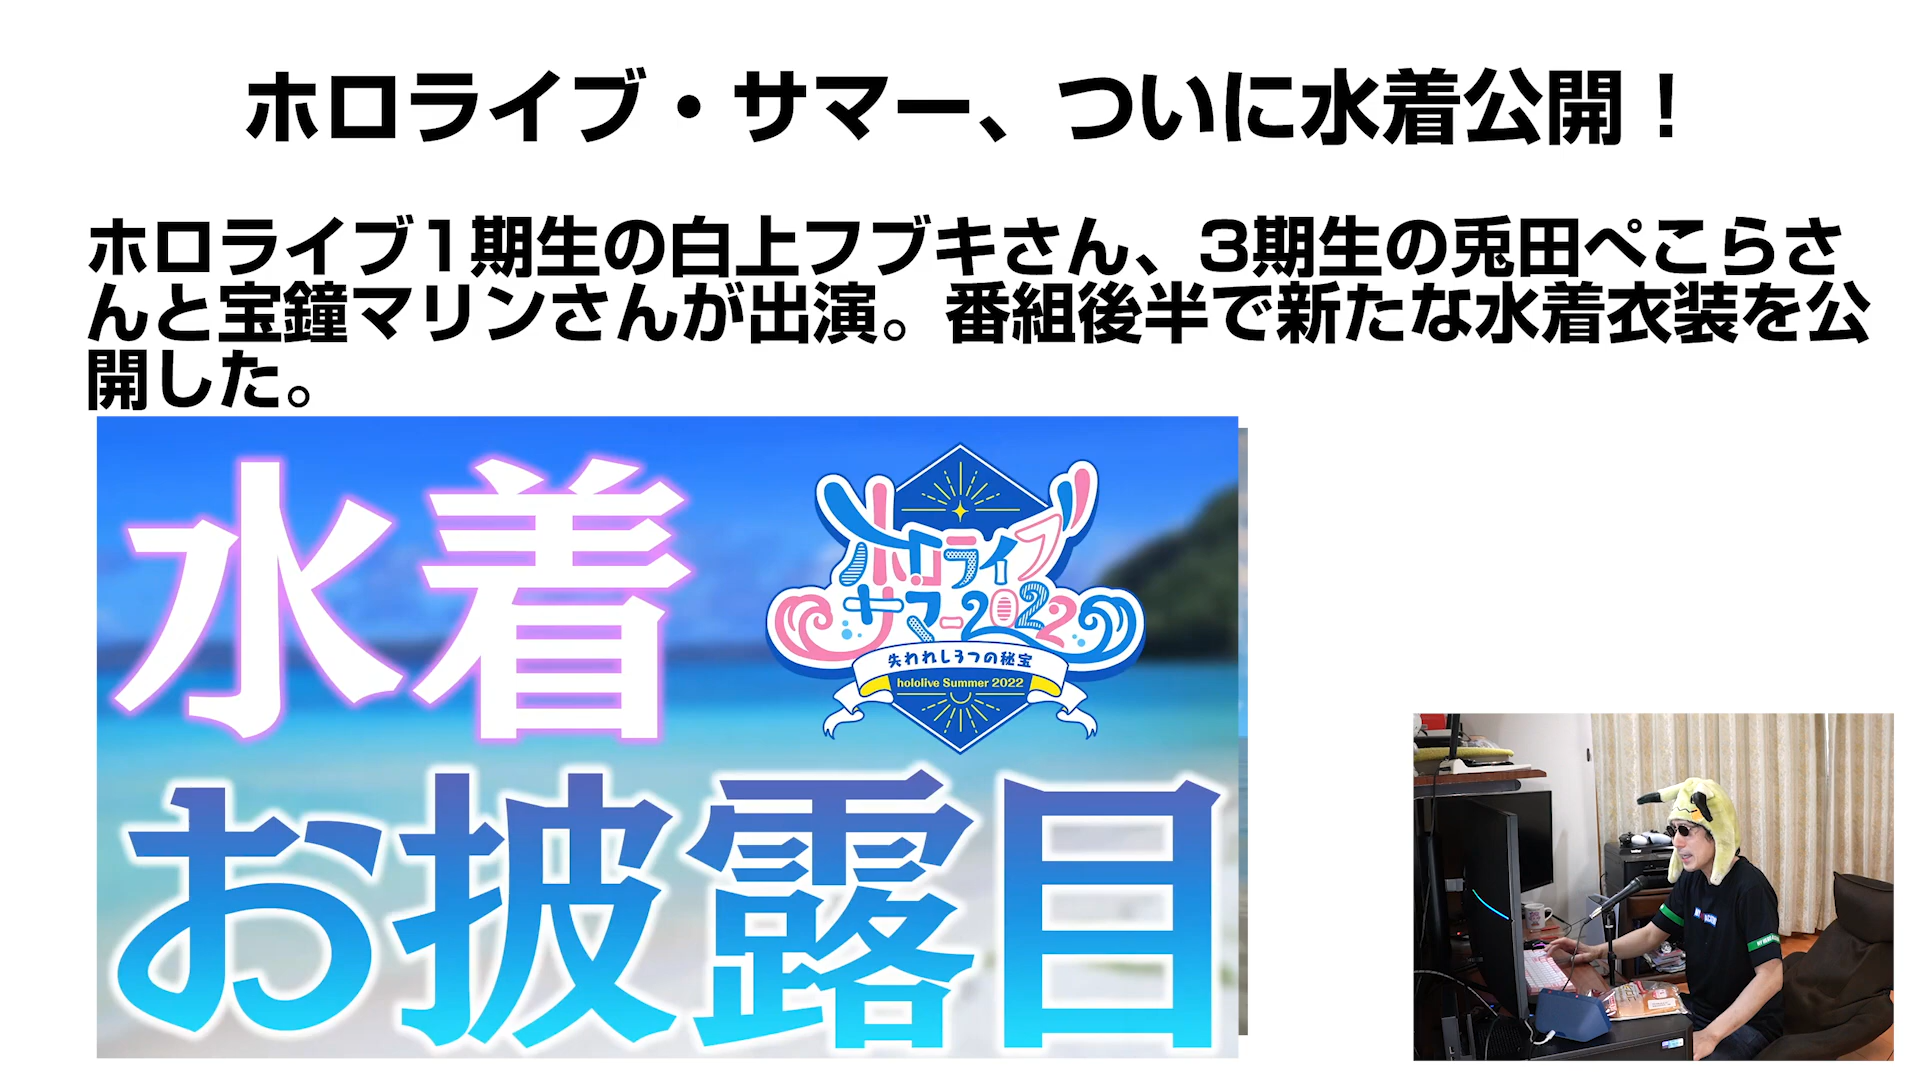 ホロライブ・サマー、ついに水着公開！
ホロライブ1期生の白上フブキさん、3期生の兎田ぺこらさ
んと宝鐘マリンさんが出演。番組後半で新たな水着衣装を公
開した。
水着
ホロライブ
サマー2022
失われし3つの秘宝
hololive Summer 2022
お披露目